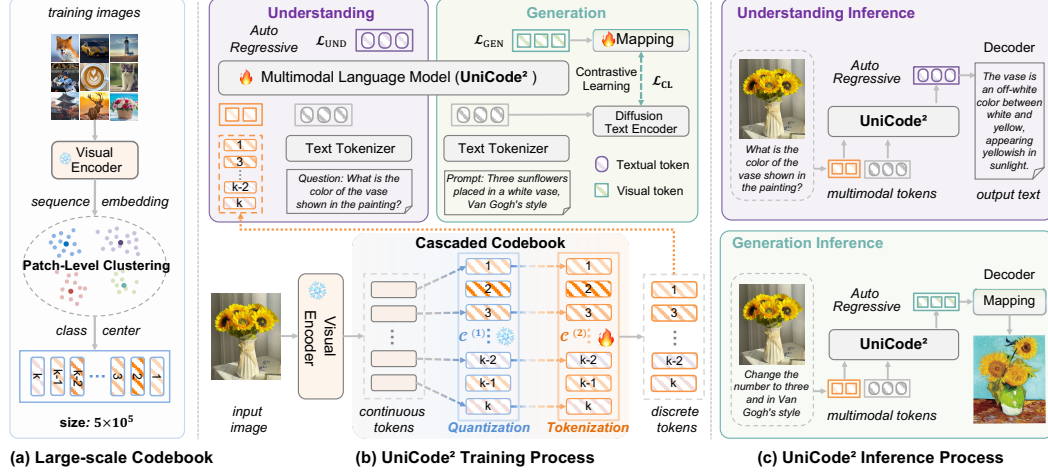 training images
Visual
Encoder
sequence embedding
Patch-Level Clustering
class center
k k-1 k-2 ... 3 2 1
size: 5×10⁵
(a) Large-scale Codebook
Understanding
Auto
Regressive
ℒUND
Generation
ℒGEN
Mapping
Multimodal Language Model (UniCode² )
Contrastive
Learning
ℒCL
Diffusion
Text Encoder
1
3
k-2
k
Text Tokenizer
Question: What is the
color of the vase
shown in the painting?
Text Tokenizer
Prompt: Three sunflowers
placed in a white vase,
Van Gogh's style
Textual token
Visual token
Cascaded Codebook
Visual
Encoder
1
2
3
𝒞⁽¹⁾
k-2
k-1
k
1
2
3
𝒞⁽²⁾
k-2
k-1
k
1
3
k-2
k
input
image
continuous
tokens
Quantization
Tokenization
discrete
tokens
(b) UniCode² Training Process
Understanding Inference
Auto
Regressive
Decoder
UniCode²
What is the
color of the
vase shown in
the painting?
multimodal tokens
The vase is
an off-white
color between
white and
yellow,
appearing
yellowish in
sunlight.
output text
Generation Inference
Auto
Regressive
Decoder
Mapping
UniCode²
Change the
number to three
and in Van
Gogh's style
multimodal tokens
(c) UniCode² Inference Process